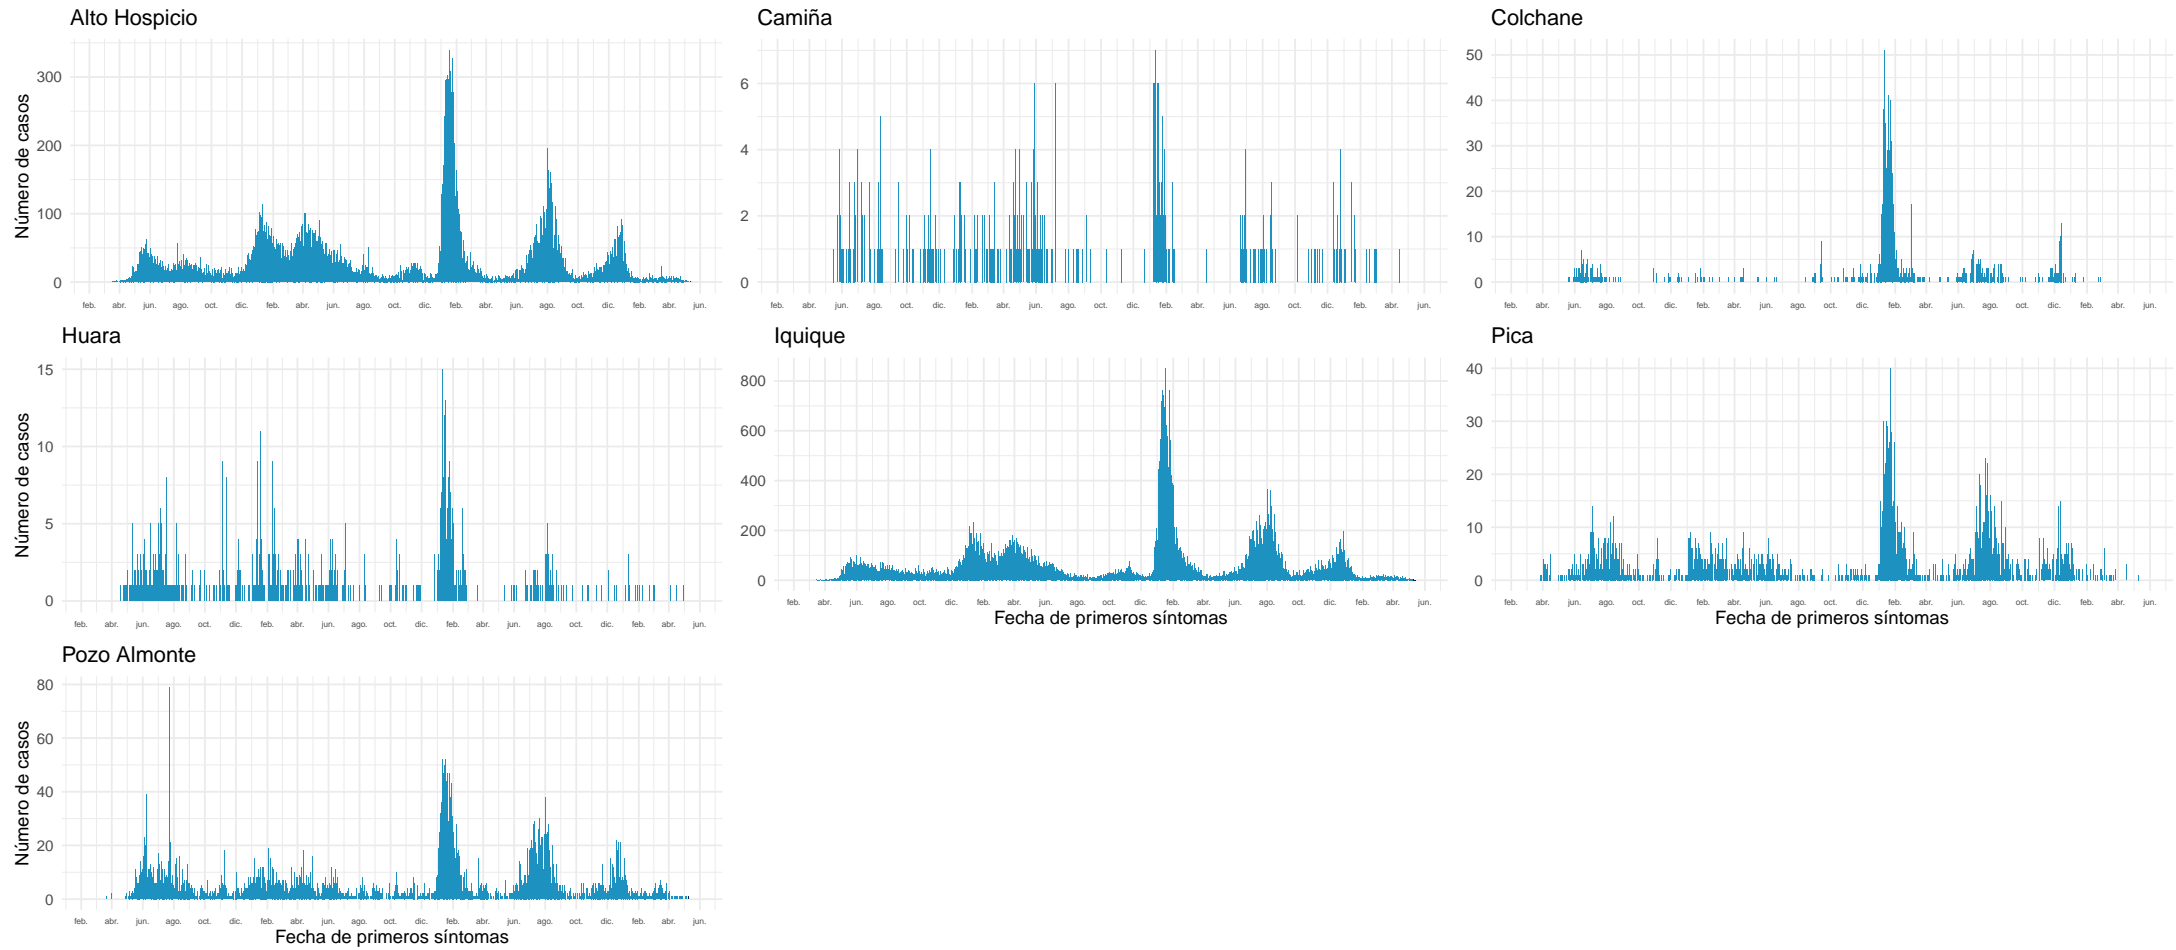 Alto Hospicio
Número de casos
300
200
100
0
feb. abr. jun. ago. oct. dic. feb. abr. jun. ago. oct. dic. feb. abr. jun. ago. oct. dic. feb. abr. jun.
Camiña
6
4
2
0
feb. abr. jun. ago. oct. dic. feb. abr. jun. ago. oct. dic. feb. abr. jun. ago. oct. dic. feb. abr. jun.
Colchane
50
40
30
20
10
0
feb. abr. jun. ago. oct. dic. feb. abr. jun. ago. oct. dic. feb. abr. jun. ago. oct. dic. feb. abr. jun.
Huara
Número de casos
15
10
5
0
feb. abr. jun. ago. oct. dic. feb. abr. jun. ago. oct. dic. feb. abr. jun. ago. oct. dic. feb. abr. jun.
Iquique
800
600
400
200
0
feb. abr. jun. ago. oct. dic. feb. abr. jun. ago. oct. dic. feb. abr. jun. ago. oct. dic. feb. abr. jun.
Fecha de primeros síntomas
Pica
40
30
20
10
0
feb. abr. jun. ago. oct. dic. feb. abr. jun. ago. oct. dic. feb. abr. jun. ago. oct. dic. feb. abr. jun.
Fecha de primeros síntomas
Pozo Almonte
Número de casos
80
60
40
20
0
feb. abr. jun. ago. oct. dic. feb. abr. jun. ago. oct. dic. feb. abr. jun. ago. oct. dic. feb. abr. jun.
Fecha de primeros síntomas